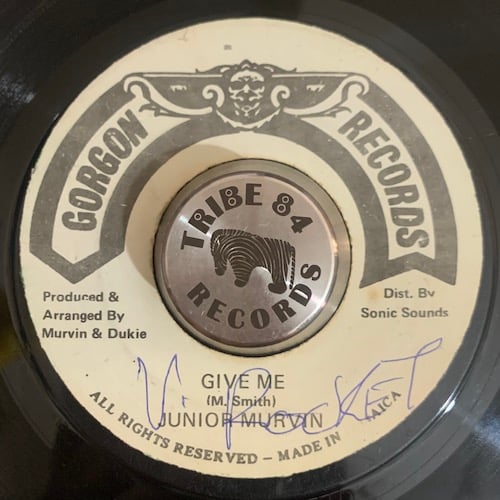 GORGON RECORDS
TRIBE 84
RECORDS
Produced &
Arranged By
Murvin & Dukie
Dist. By
Sonic Sounds
GIVE ME
(M. Smith)
JUNIOR MURVIN
V. RocKET
ALL RIGHTS RESERVED – MADE IN JAMAICA